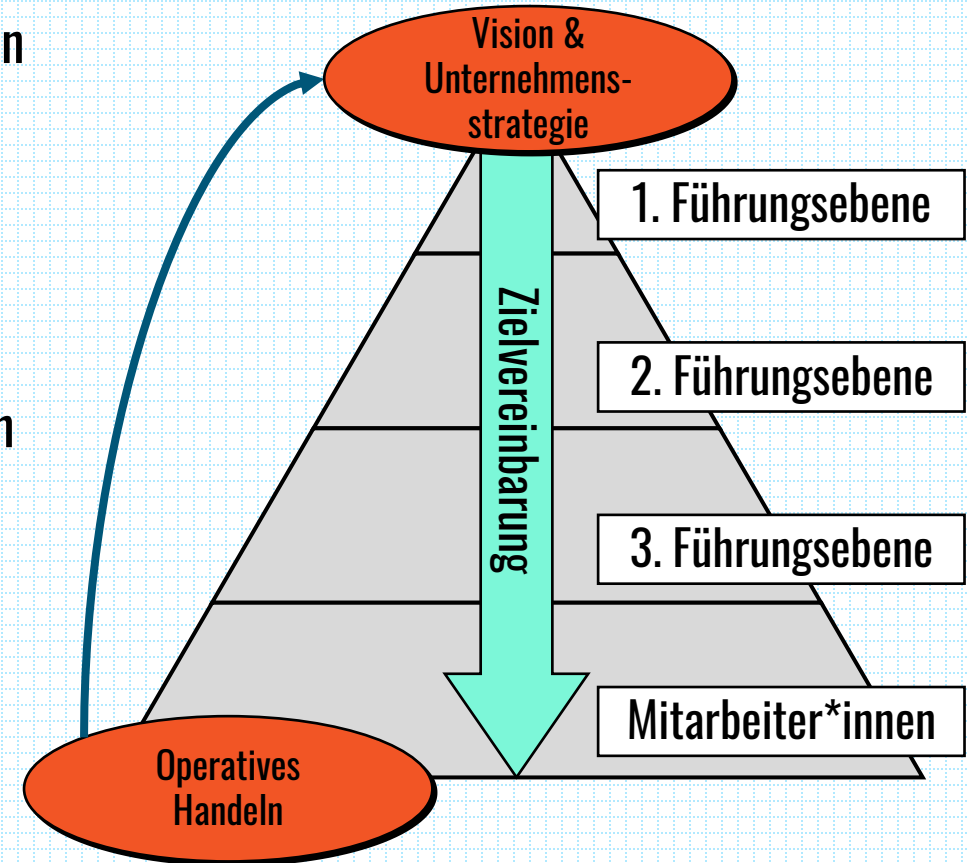 n
Vision &
Unternehmens-
strategie
1. Führungsebene
2. Führungsebene
n
Zielvereinbarung
3. Führungsebene
Mitarbeiter*innen
Operatives
Handeln